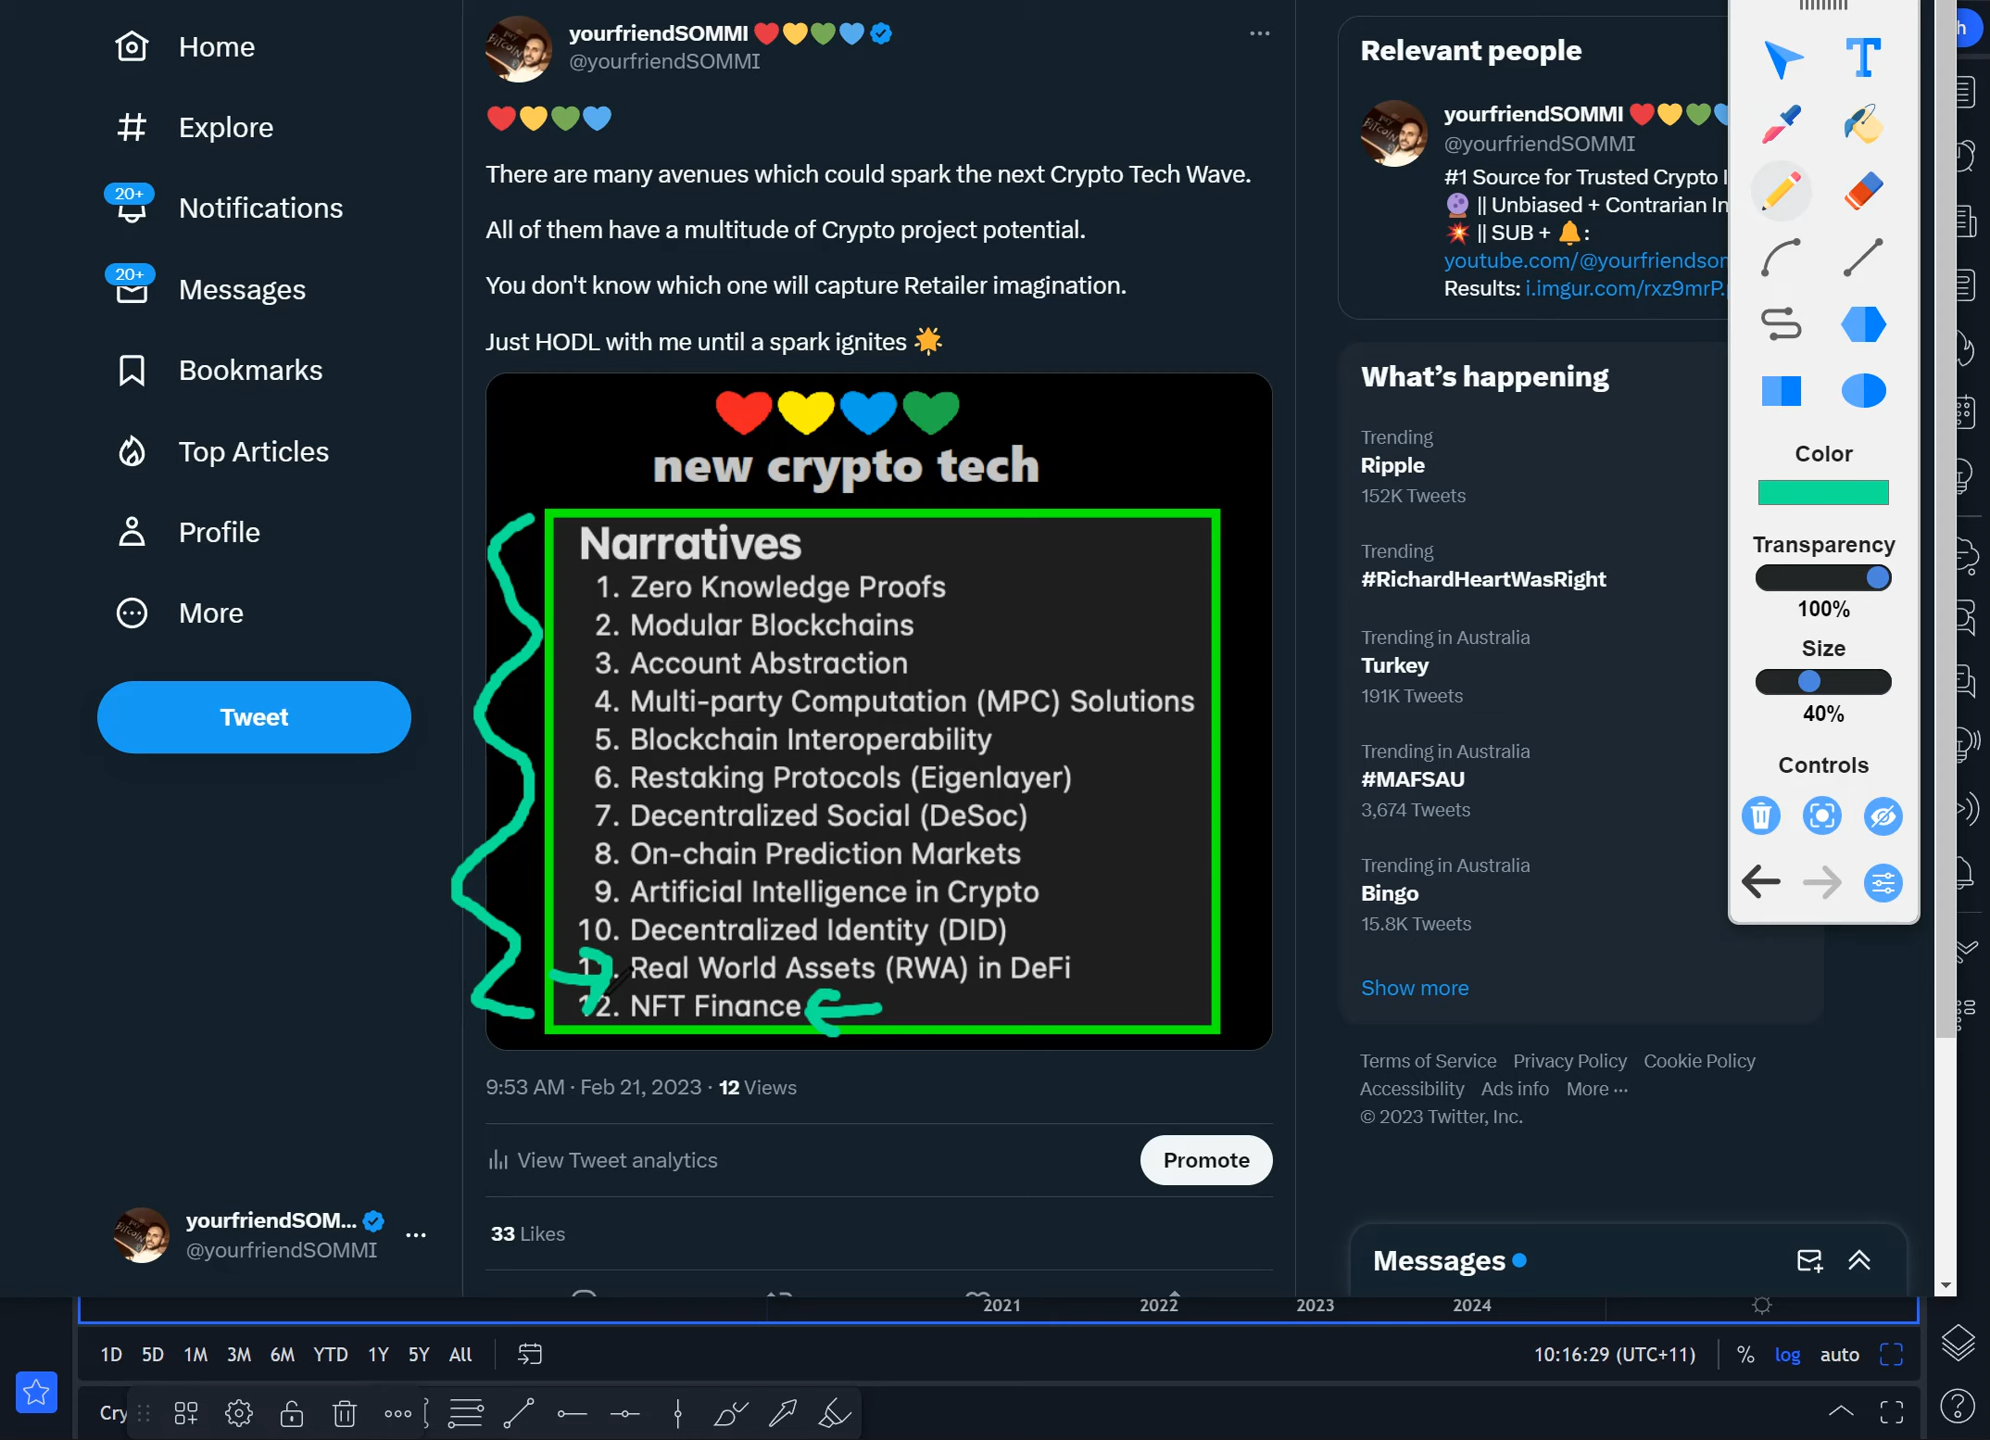 Home
Explore
20+
Notifications
20+
Messages
Bookmarks
Top Articles
Profile
More
Tweet
yourfriendSOM...
@yourfriendSOMMI
yourfriendSOMMI
@yourfriendSOMMI
There are many avenues which could spark the next Crypto Tech Wave.
All of them have a multitude of Crypto project potential.
You don't know which one will capture Retailer imagination.
Just HODL with me until a spark ignites
new crypto tech
Narratives
1. Zero Knowledge Proofs
2. Modular Blockchains
3. Account Abstraction
4. Multi-party Computation (MPC) Solutions
5. Blockchain Interoperability
6. Restaking Protocols (Eigenlayer)
7. Decentralized Social (DeSoc)
8. On-chain Prediction Markets
9. Artificial Intelligence in Crypto
10. Decentralized Identity (DID)
11. Real World Assets (RWA) in DeFi
12. NFT Finance
9:53 AM · Feb 21, 2023 · 12 Views
View Tweet analytics
Promote
33 Likes
Relevant people
yourfriendSOMMI
@yourfriendSOMMI
#1 Source for Trusted Crypto
|| Unbiased + Contrarian
|| SUB + :
youtube.com/@yourfriendsom
Results: i.imgur.com/rxz9mrP.
What's happening
Trending
Ripple
152K Tweets
Trending
#RichardHeartWasRight
Trending in Australia
Turkey
191K Tweets
Trending in Australia
#MAFSAU
3,674 Tweets
Trending in Australia
Bingo
15.8K Tweets
Show more
Terms of Service Privacy Policy Cookie Policy
Accessibility Ads info More ...
© 2023 Twitter, Inc.
Messages
T
Color
Transparency
100%
Size
40%
Controls
2021 2022 2023 2024
1D 5D 1M 3M 6M YTD 1Y 5Y All
10:16:29 (UTC+11) % log auto
Cry